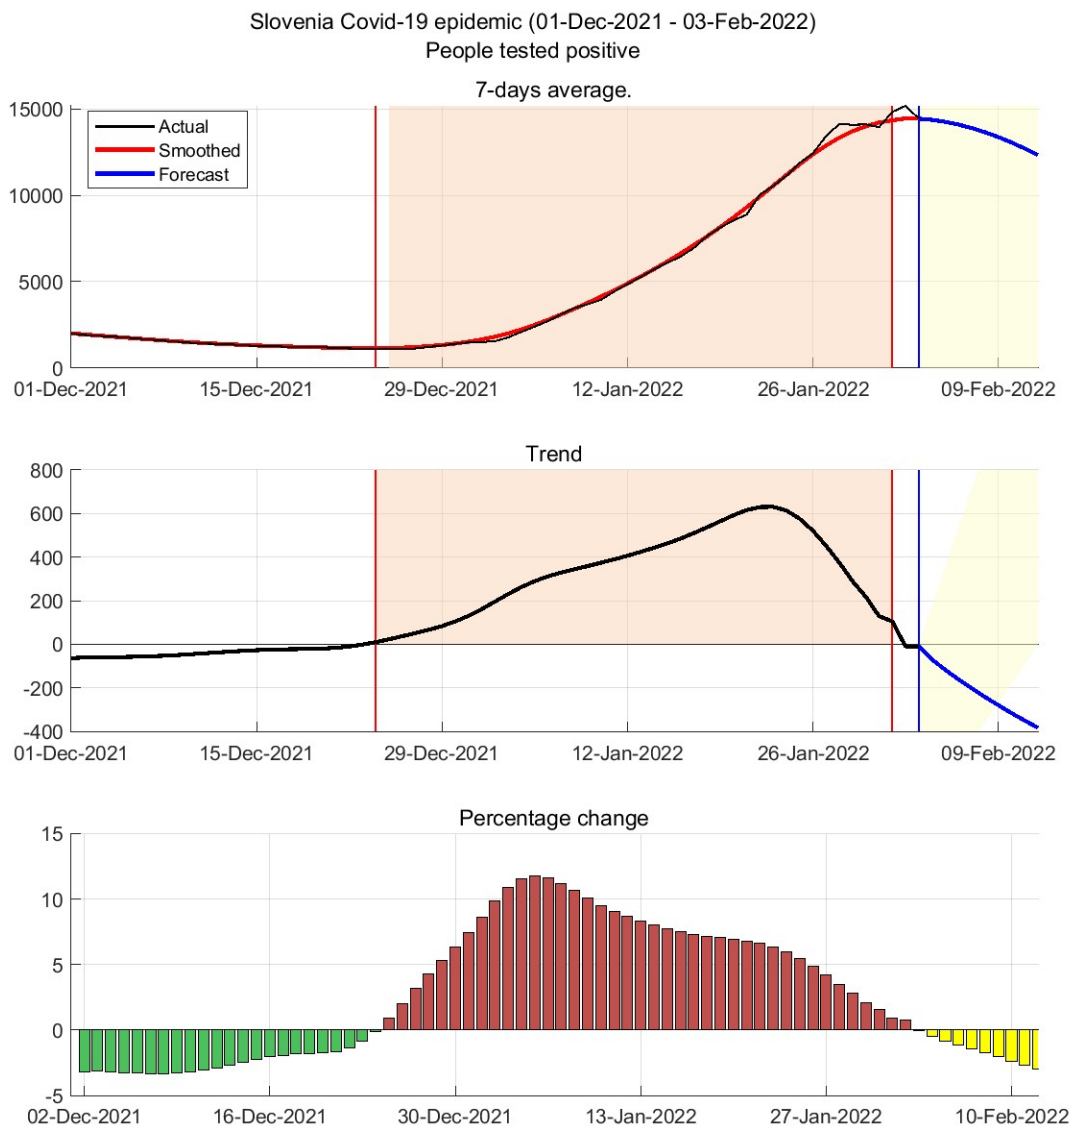 Slovenia Covid-19 epidemic (01-Dec-2021 - 03-Feb-2022)
People tested positive
7-days average.
15000
10000
5000
0
Actual
Smoothed
Forecast
01-Dec-2021 15-Dec-2021 29-Dec-2021 12-Jan-2022 26-Jan-2022 09-Feb-2022
Trend
800
600
400
200
0
-200
-400
01-Dec-2021 15-Dec-2021 29-Dec-2021 12-Jan-2022 26-Jan-2022 09-Feb-2022
Percentage change
15
10
5
0
-5
02-Dec-2021 16-Dec-2021 30-Dec-2021 13-Jan-2022 27-Jan-2022 10-Feb-2022